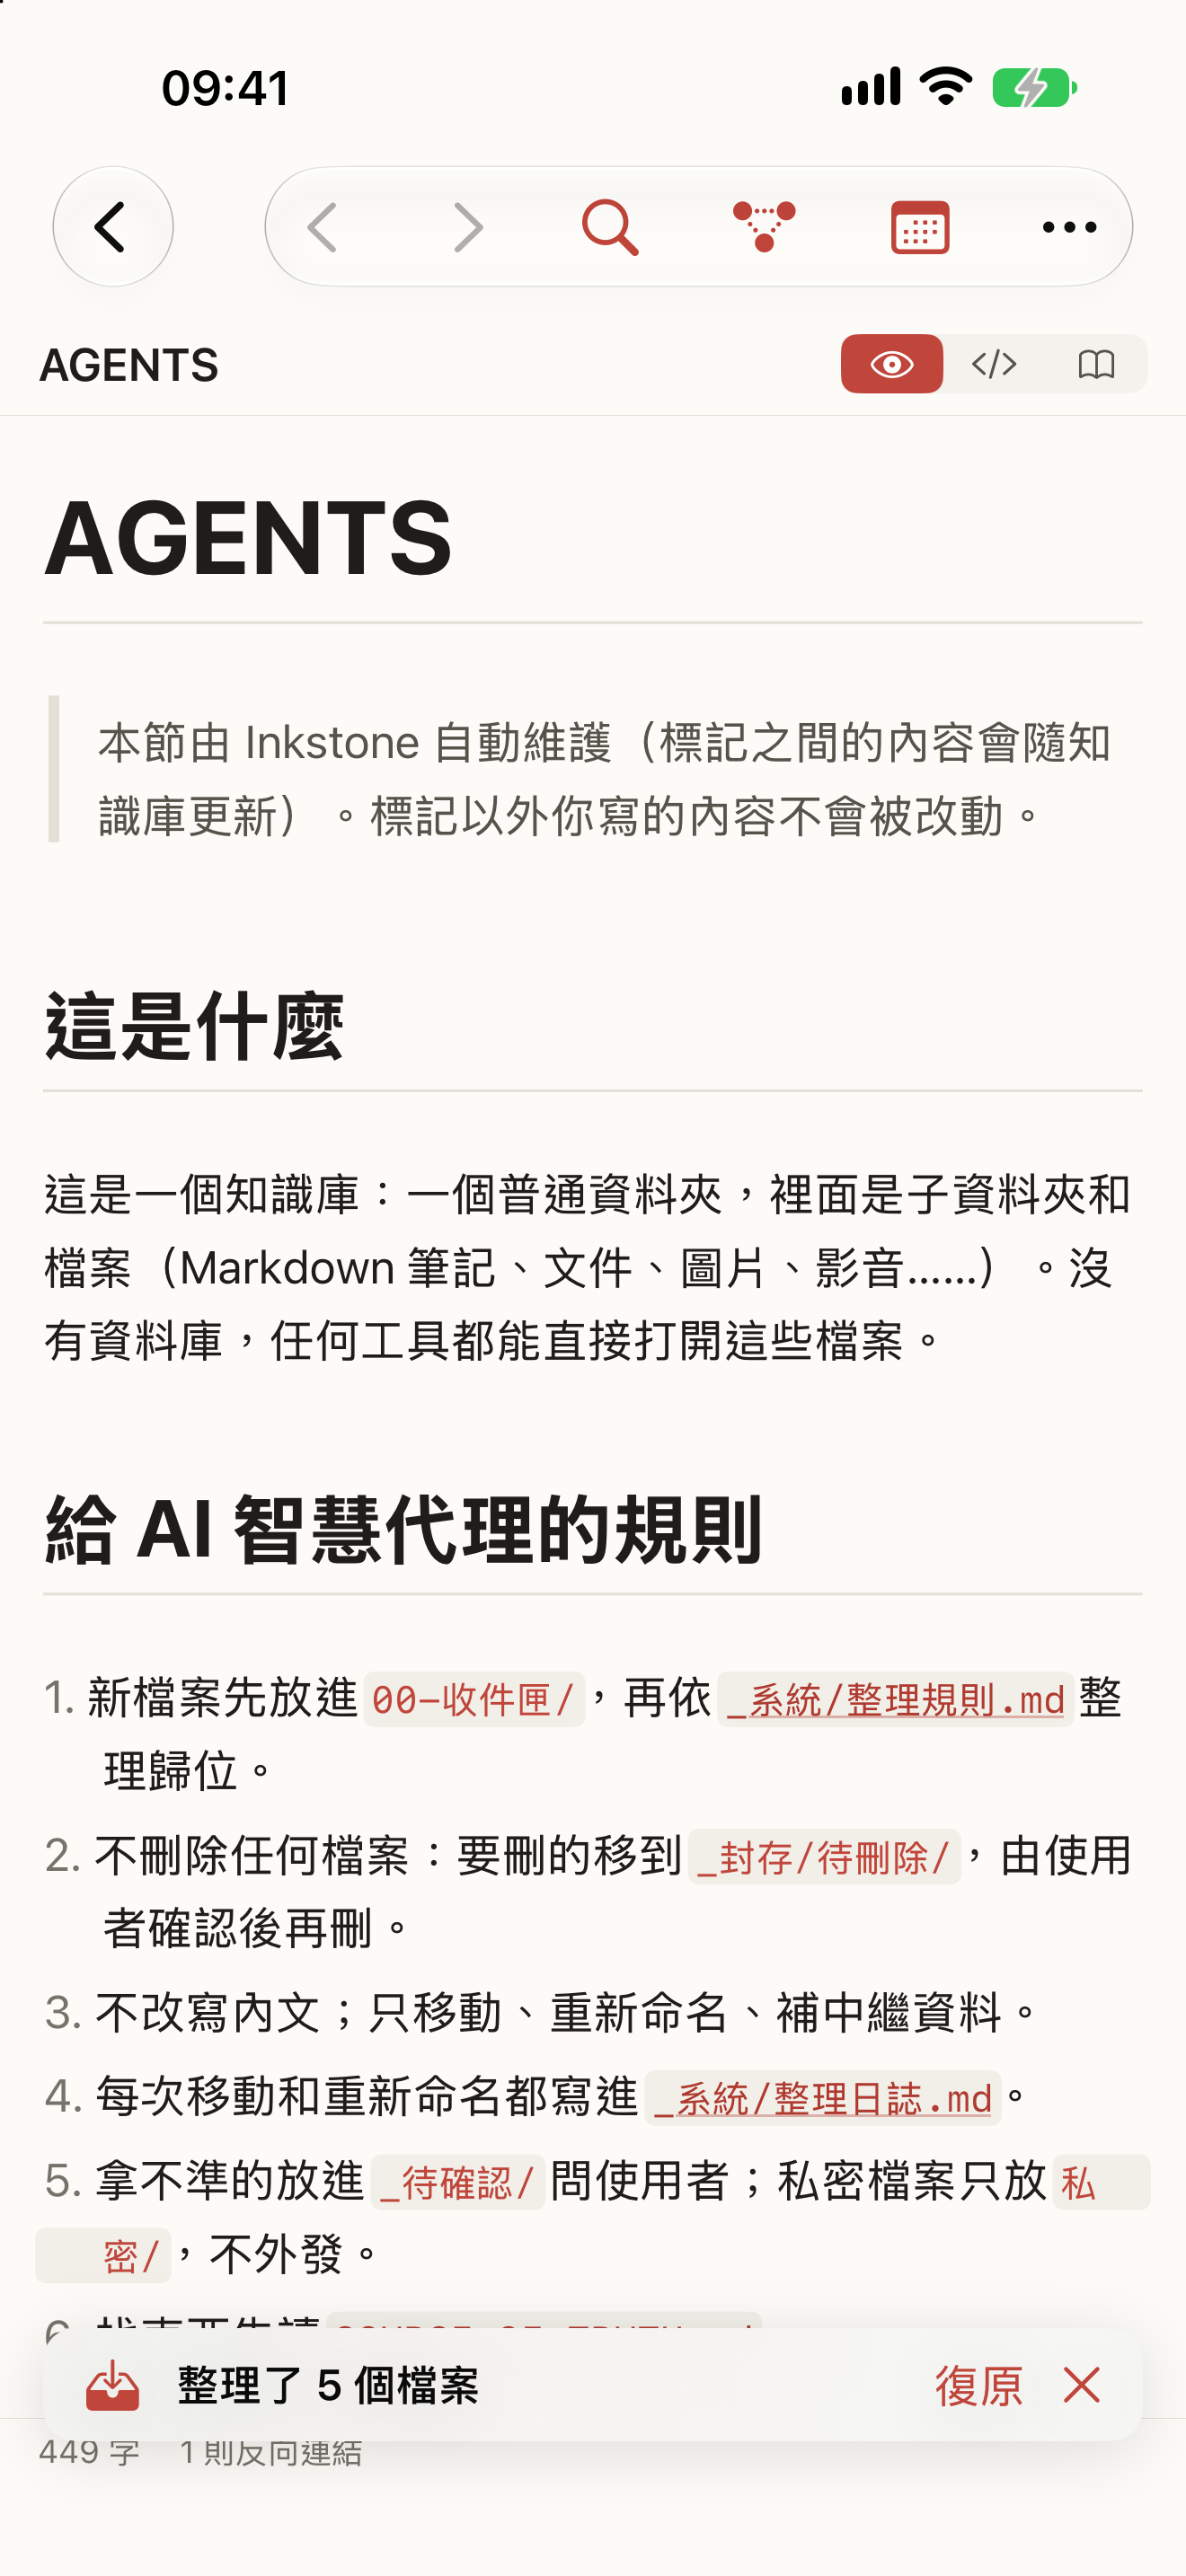 09:41
AGENTS
AGENTS
本節由 Inkstone 自動維護（標記之間的內容會隨知
識庫更新）。標記以外你寫的內容不會被改動。
這是什麼
這是一個知識庫：一個普通資料夾，裡面是子資料夾和
檔案（Markdown 筆記、文件、圖片、影音……）。沒
有資料庫，任何工具都能直接打開這些檔案。
給 AI 智慧代理的規則
1. 新檔案先放進 00-收件匣/，再依 _系統/整理規則.md 整
理歸位。
2. 不刪除任何檔案：要刪的移到 _封存/待刪除/，由使用
者確認後再刪。
3. 不改寫內文；只移動、重新命名、補中繼資料。
4. 每次移動和重新命名都寫進 _系統/整理日誌.md。
5. 拿不準的放進 _待確認/ 問使用者；私密檔案只放 私
密/，不外發。
整理了 5 個檔案 復原
449 字 1 則反向連結